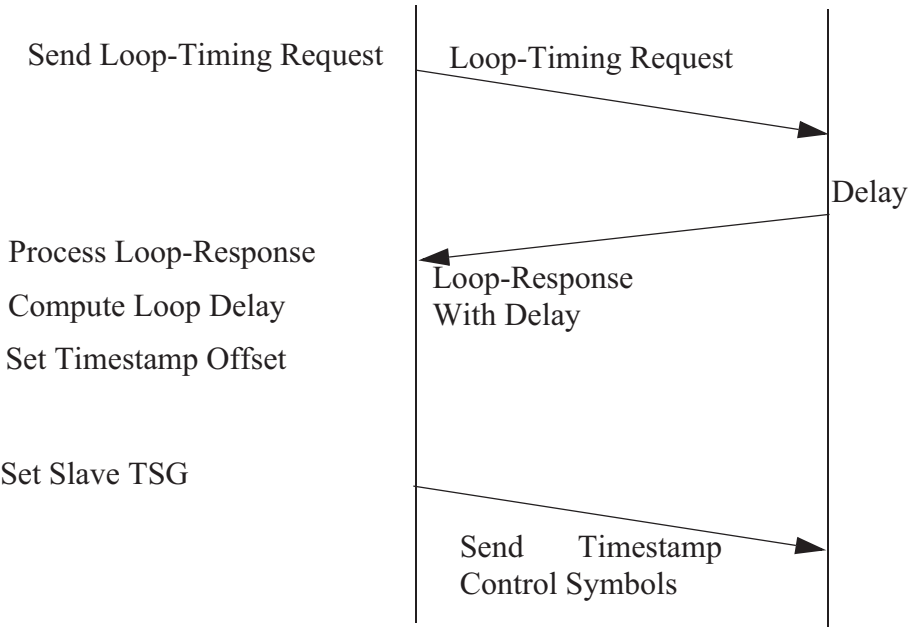 Send Loop-Timing Request
Loop-Timing Request
Delay
Process Loop-Response
Loop-Response
With Delay
Compute Loop Delay
Set Timestamp Offset
Set Slave TSG
Send Timestamp
Control Symbols